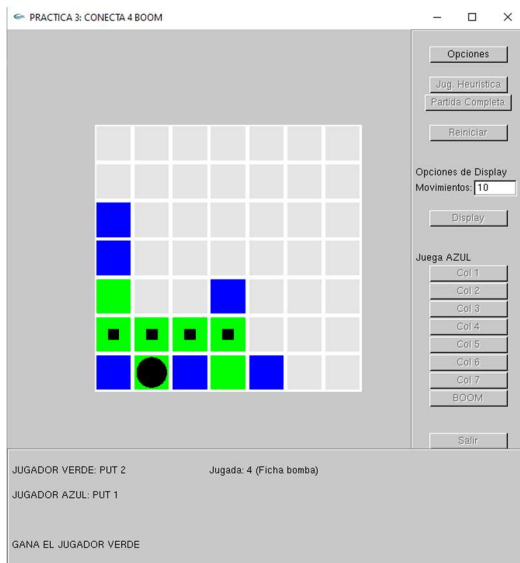 PRACTICA 3: CONECTA 4 BOOM
Opciones
Jug. Heuristica
Partida Completa
Reiniciar
Opciones de Display
Movimientos: 10
Display
Juega AZUL
Col 1
Col 2
Col 3
Col 4
Col 5
Col 6
Col 7
BOOM
Salir
JUGADOR VERDE: PUT 2 Jugada: 4 (Ficha bomba)
JUGADOR AZUL: PUT 1
GANA EL JUGADOR VERDE